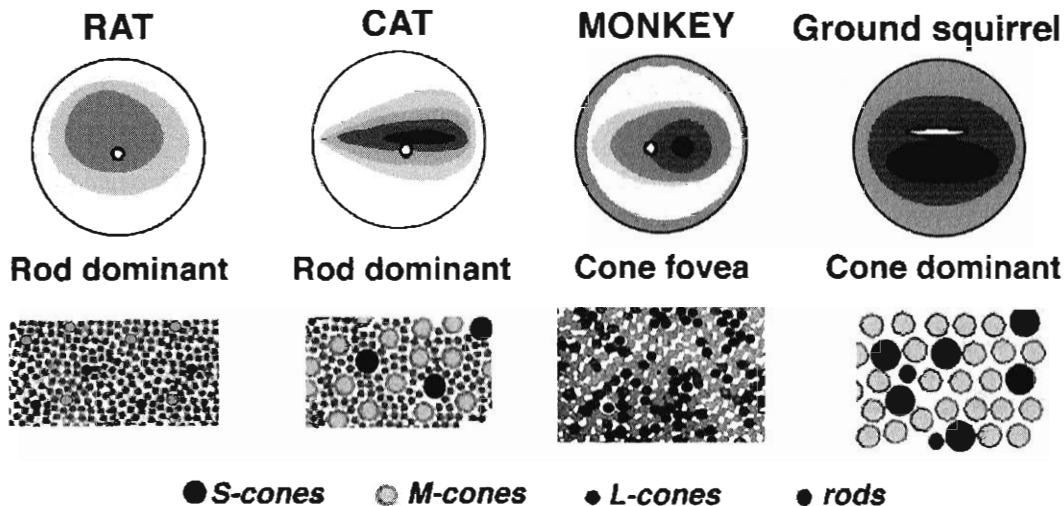 RAT CAT MONKEY Ground squirrel
Rod dominant Rod dominant Cone fovea Cone dominant
S-cones M-cones L-cones rods